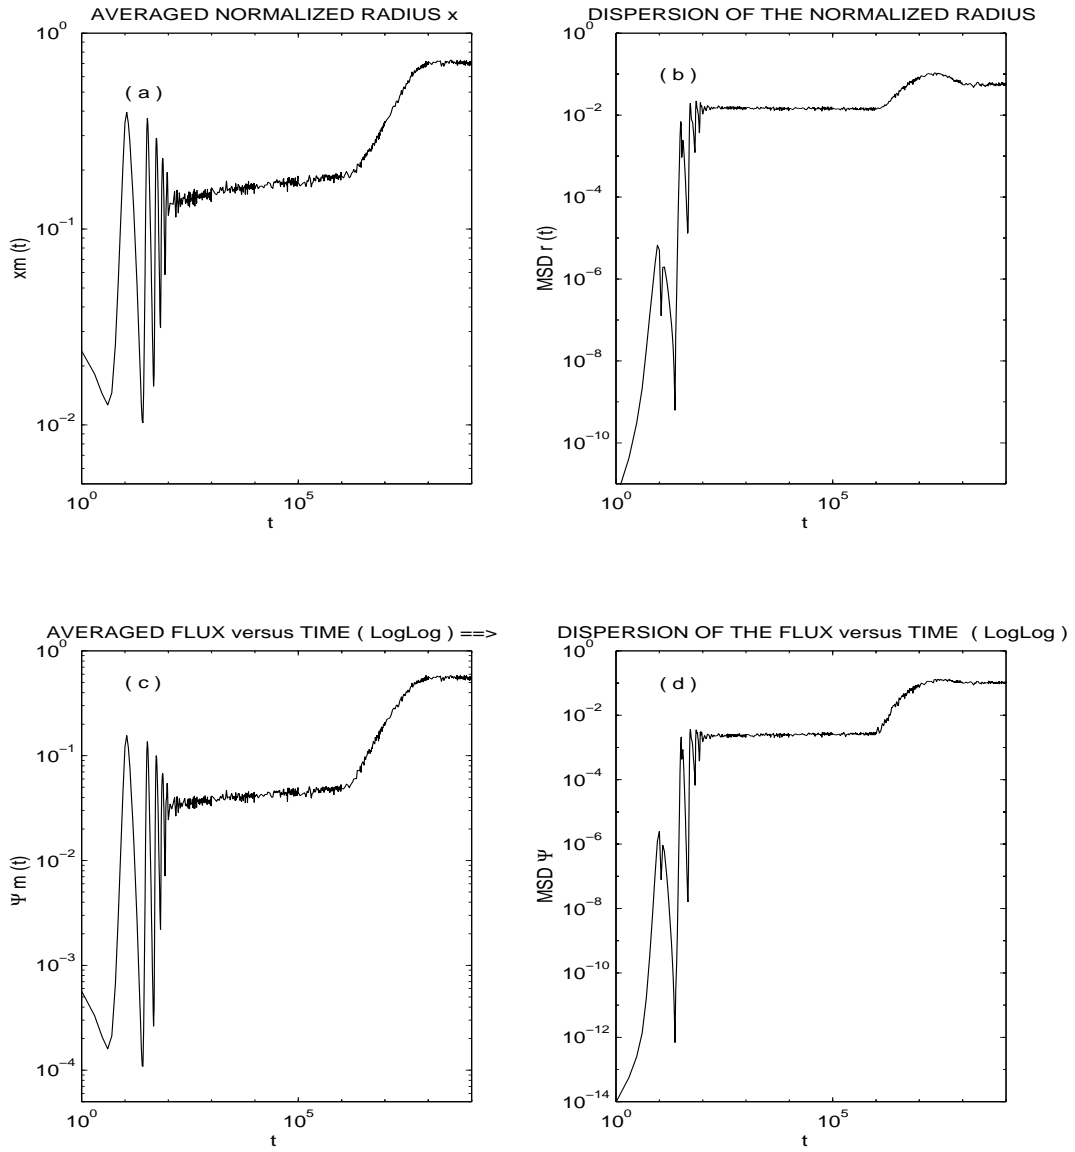 AVERAGED NORMALIZED RADIUS x
10^0
( a )
10^-1
10^-2
xm (t)
10^0
10^5
t
DISPERSION OF THE NORMALIZED RADIUS
10^0
( b )
10^-2
10^-4
10^-6
10^-8
10^-10
MSD r (t)
10^0
10^5
t
AVERAGED FLUX versus TIME ( LogLog ) ==>
10^0
( c )
10^-1
10^-2
10^-3
10^-4
Ψ m (t)
10^0
10^5
t
DISPERSION OF THE FLUX versus TIME ( LogLog )
10^0
( d )
10^-2
10^-4
10^-6
10^-8
10^-10
10^-12
10^-14
MSD Ψ
10^0
10^5
t